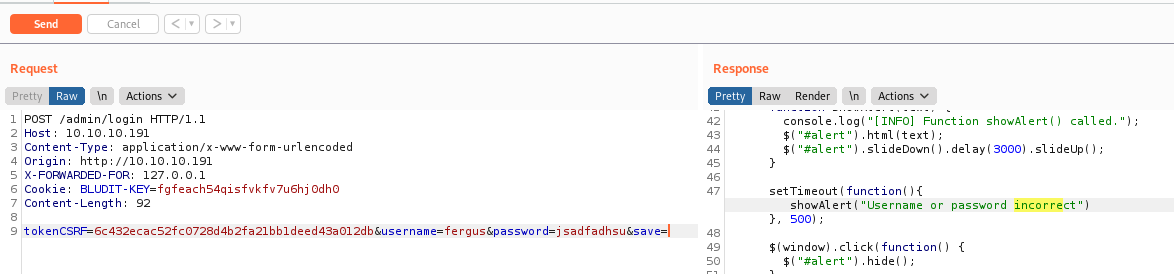 Send Cancel < ▼ > ▼
Request
Pretty Raw \n Actions
1 POST /admin/login HTTP/1.1
2 Host: 10.10.10.191
3 Content-Type: application/x-www-form-urlencoded
4 Origin: http://10.10.10.191
5 X-FORWARDED-FOR: 127.0.0.1
6 Cookie: BLUDIT-KEY=fgfeach54qisfvkfv7u6hj0dh0
7 Content-Length: 92
8
9 tokenCSRF=6c432ecac52fc0728d4b2fa21bb1deed43a012db&username=fergus&password=jsadfadhsu&save=
Response
Pretty Raw Render \n Actions
42 console.log("[INFO] Function showAlert() called.");
43 $("#alert").html(text);
44 $("#alert").slideDown().delay(3000).slideUp();
45 }
46
47 setTimeout(function(){
showAlert("Username or password incorrect")
}, 500);
48
49 $(window).click(function() {
50 $("#alert").hide();